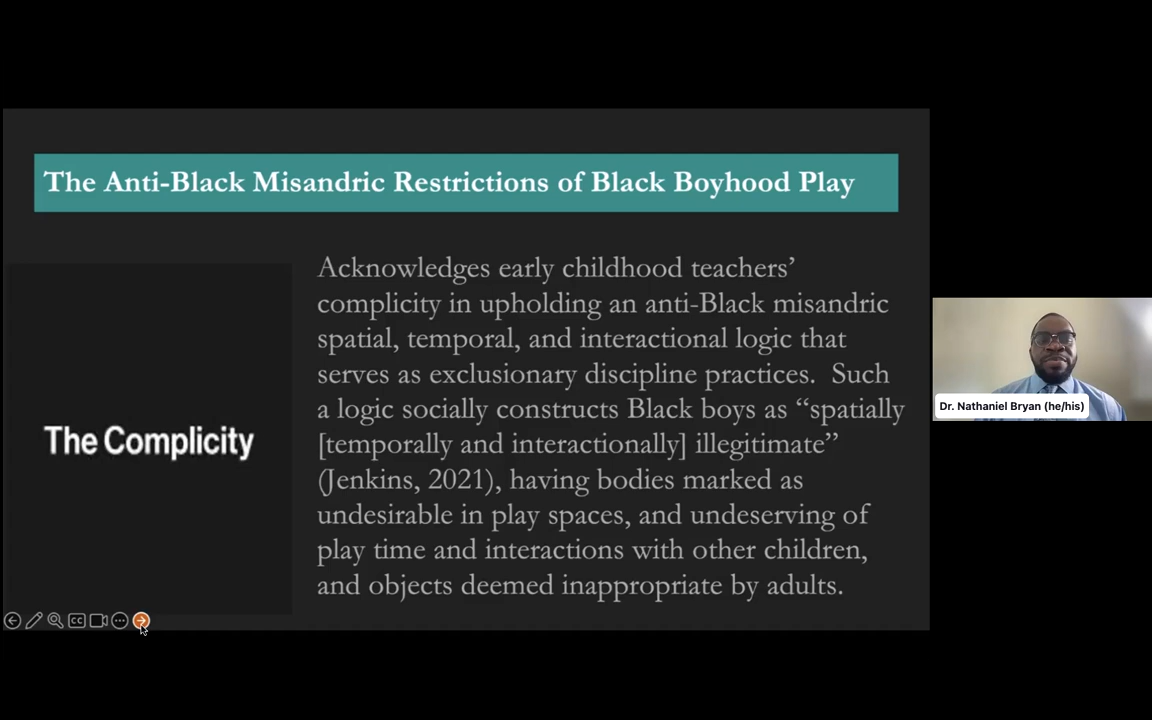 The Anti-Black Misandric Restrictions of Black Boyhood Play
The Complicity
Acknowledges early childhood teachers’
complicity in upholding an anti-Black misandric
spatial, temporal, and interactional logic that
serves as exclusionary discipline practices.  Such
a logic socially constructs Black boys as “spatially
[temporally and interactionally] illegitimate”
(Jenkins, 2021), having bodies marked as
undesirable in play spaces, and undeserving of
play time and interactions with other children,
and objects deemed inappropriate by adults.
CC
Dr. Nathaniel Bryan (he/his)